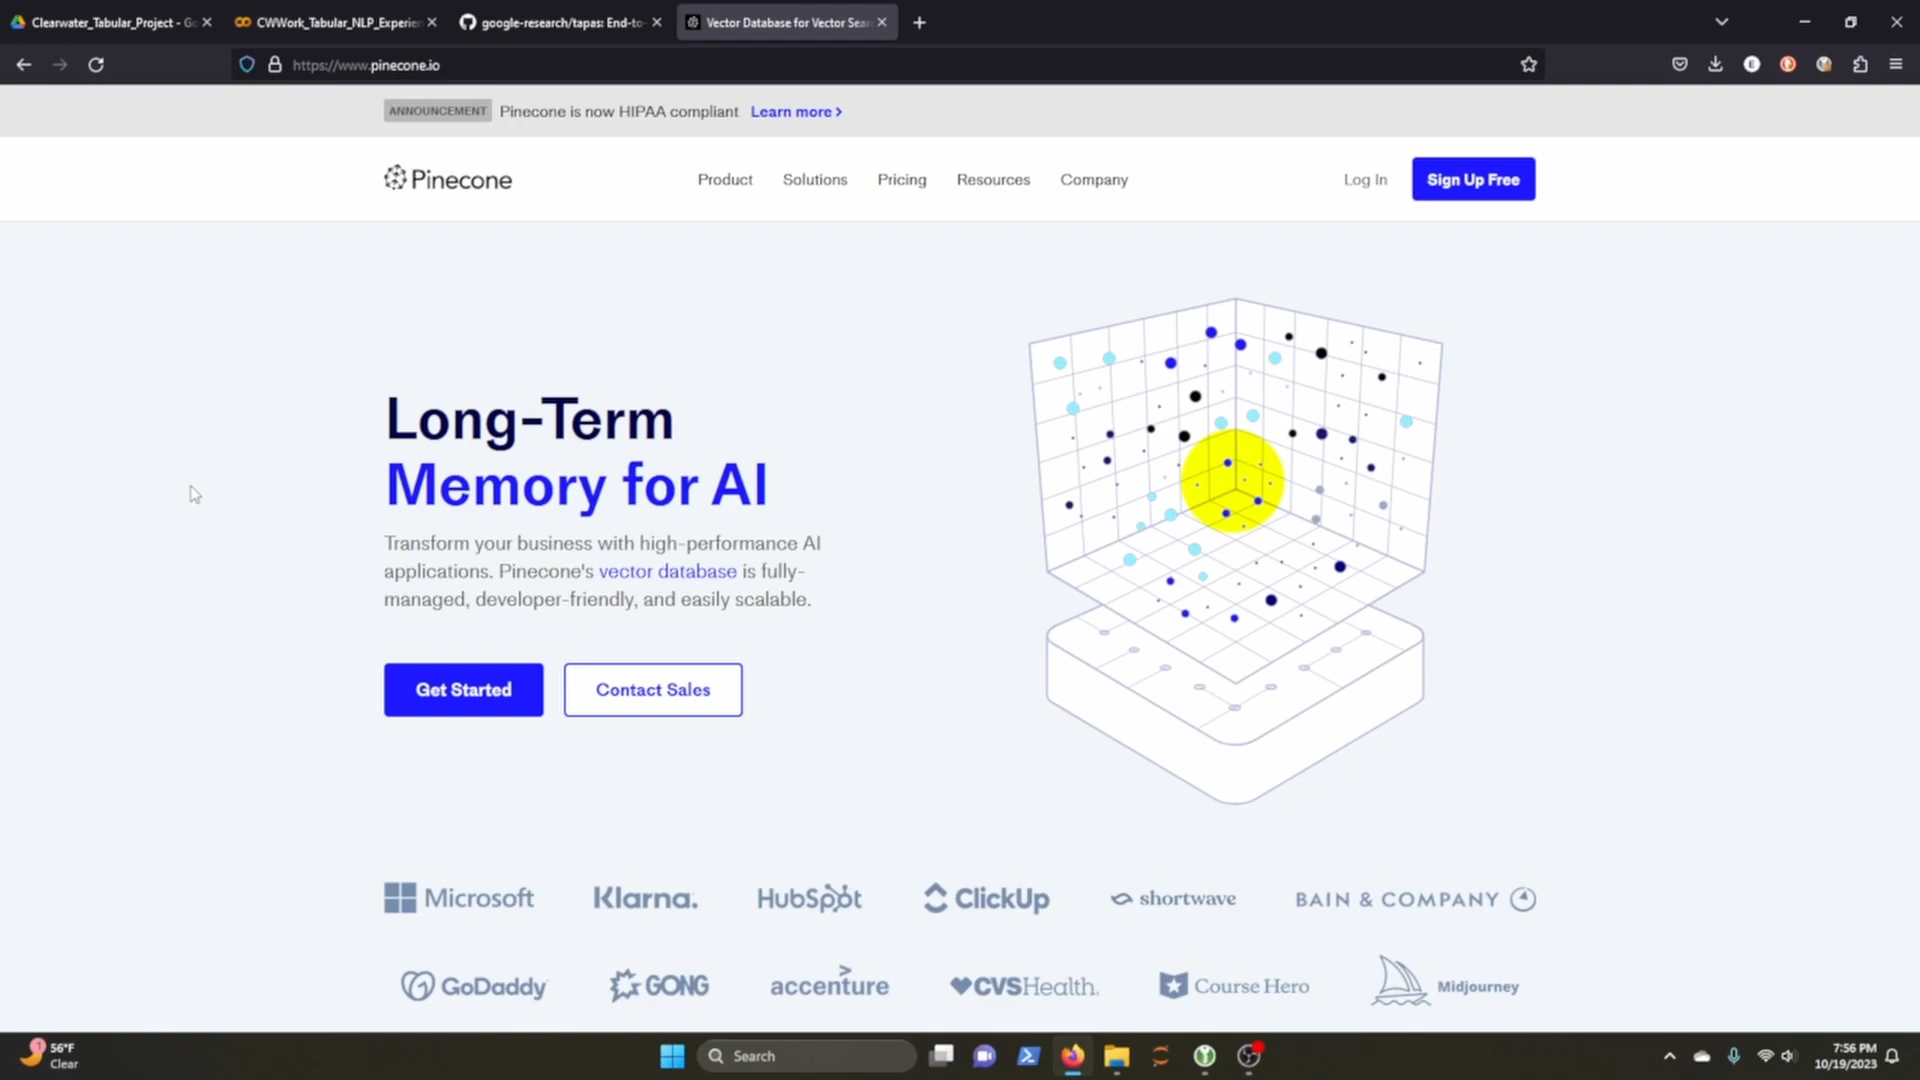 Clearwater_Tabular_Project - Go
CWWork_Tabular_NLP_Experie
google-research/tapas: End-to-
Vector Database for Vector Sear
https://www.pinecone.io
ANNOUNCEMENT Pinecone is now HIPAA compliant Learn more >
Pinecone
Product Solutions Pricing Resources Company
Log In Sign Up Free
Long-Term
Memory for AI
Transform your business with high-performance AI
applications. Pinecone's vector database is fully-
managed, developer-friendly, and easily scalable.
Get Started Contact Sales
Microsoft Klarna. HubSpot ClickUp shortwave BAIN & COMPANY
GoDaddy GONG accenture CVSHealth. Course Hero Midjourney
1
56°F
Clear
Search
7:56 PM
10/19/2023